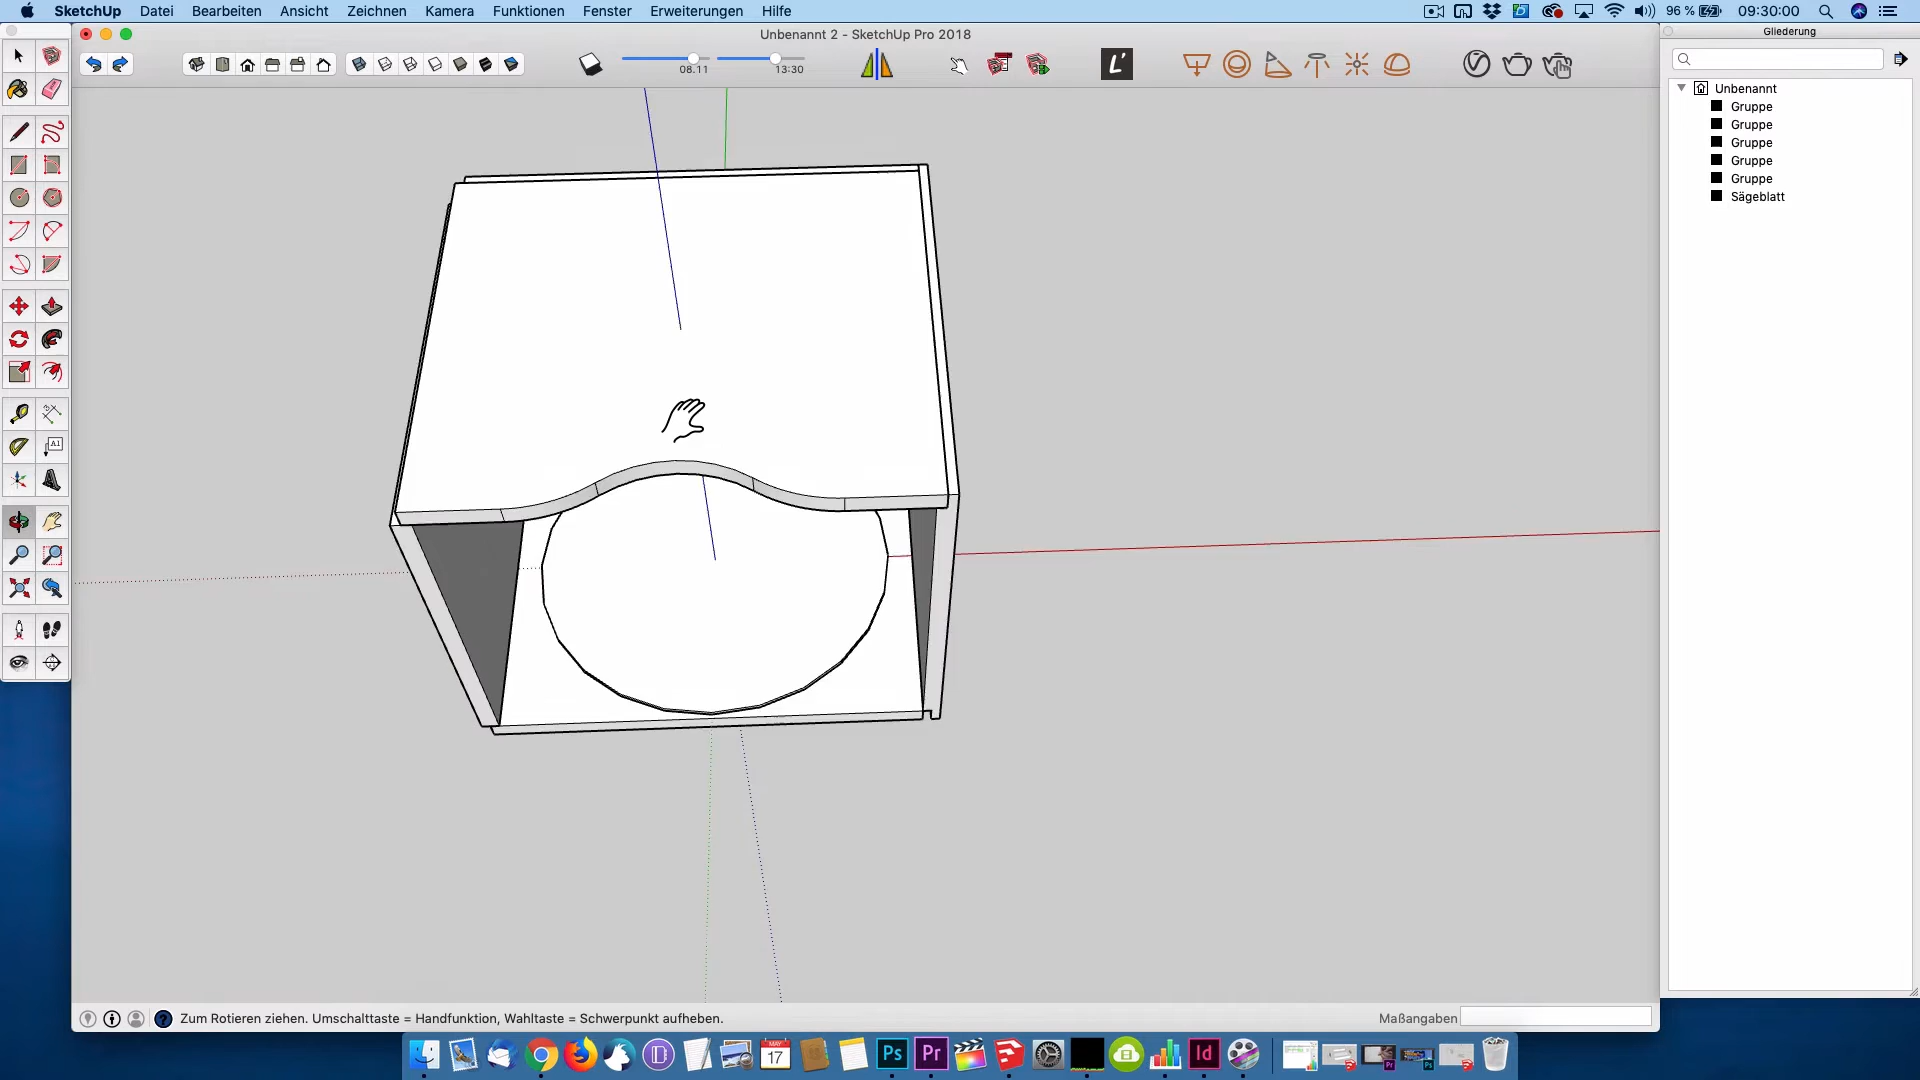 SketchUp Datei Bearbeiten Ansicht Zeichnen Kamera Funktionen Fenster Erweiterungen Hilfe 96 % 09:30:00
Unbenannt 2 - SketchUp Pro 2018
Gliederung
08.11 13:30
L'
Unbenannt
Gruppe
Gruppe
Gruppe
Gruppe
Gruppe
Sägeblatt
A1
Zum Rotieren ziehen. Umschalttaste = Handfunktion, Wahltaste = Schwerpunkt aufheben.
Maßangaben
MAY
17
Ps
Pr
Id